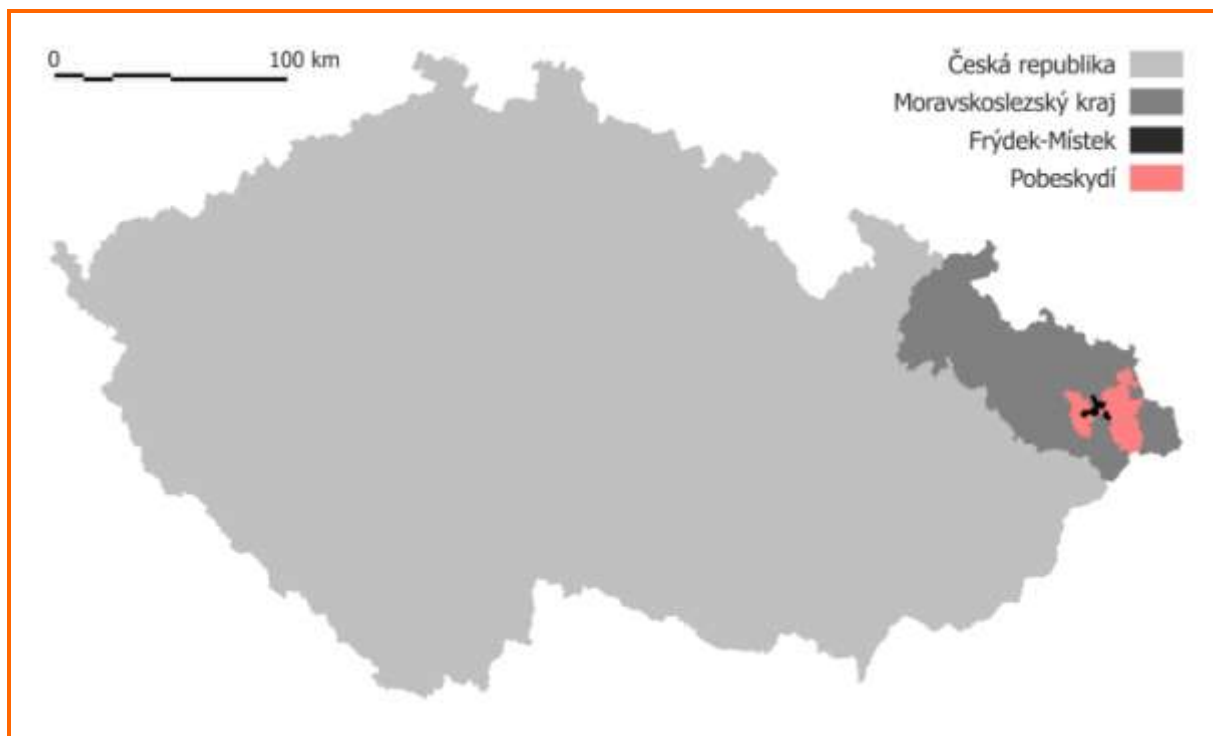 0 100 km
Česká republika
Moravskoslezský kraj
Frýdek-Místek
Pobeskydí